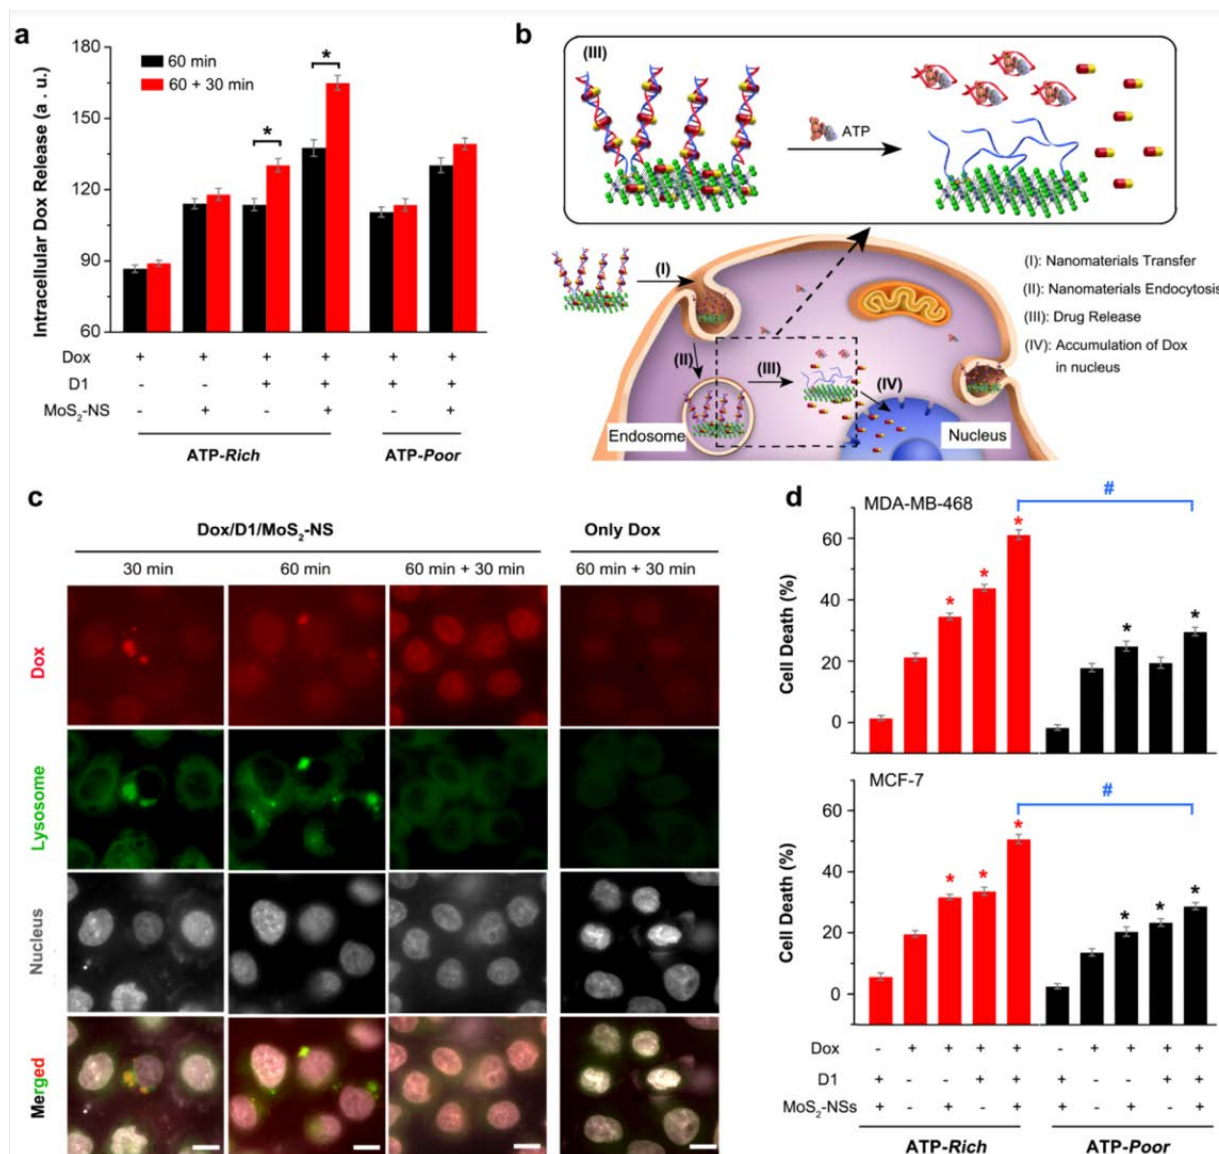 a
Intracellular Dox Release (a . u.)
180
150
120
90
60
60 min
60 + 30 min
*
*
Dox + + + + + +
D1 - - + + + +
MoS2-NS - + - + - +
ATP-Rich ATP-Poor
b
(III)
ATP
(I)
(II)
(III)
(IV)
Endosome
Nucleus
(I): Nanomaterials Transfer
(II): Nanomaterials Endocytosis
(III): Drug Release
(IV): Accumulation of Dox
in nucleus
c
Dox/D1/MoS2-NS Only Dox
30 min 60 min 60 min + 30 min 60 min + 30 min
Dox
Lysosome
Nucleus
Merged
d
MDA-MB-468
#
Cell Death (%)
60
40
20
0
* * * * *
MCF-7
#
Cell Death (%)
60
40
20
0
* * * * * *
Dox - + + + + - + + + +
D1 + - - + + + - - + +
MoS2-NSs + - + - + + - + - +
ATP-Rich ATP-Poor